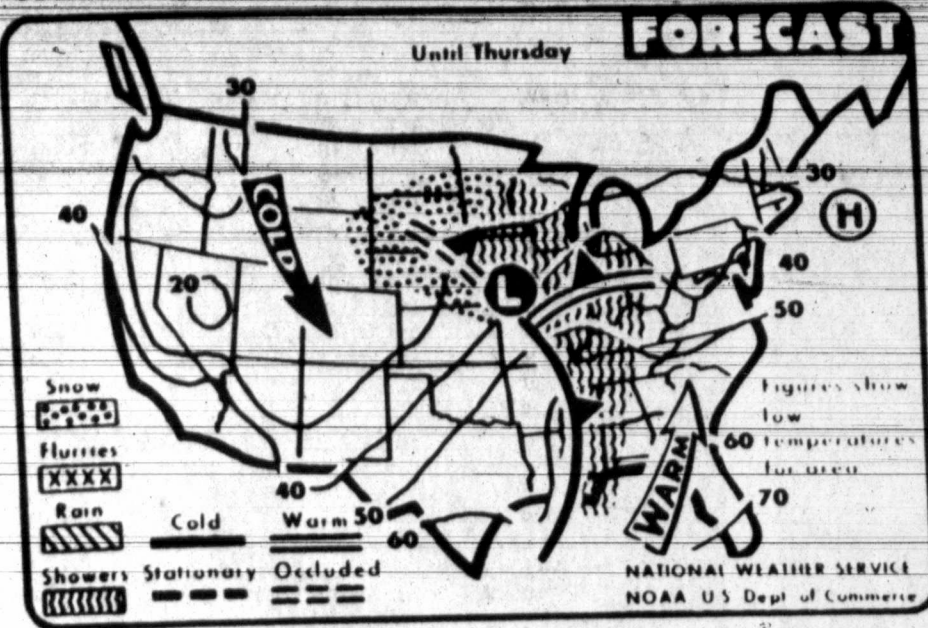 FORECAST
Until Thursday
30
COLD
40
20
L
30
H
40
50
Snow
Flurries
XXXX
Rain
Showers
Cold
Warm
Stationary
Occluded
40
50
60
WARM
60
70
Figures show
low
temperatures
for area
NATIONAL WEATHER SERVICE
NOAA U S Dept of Commerce